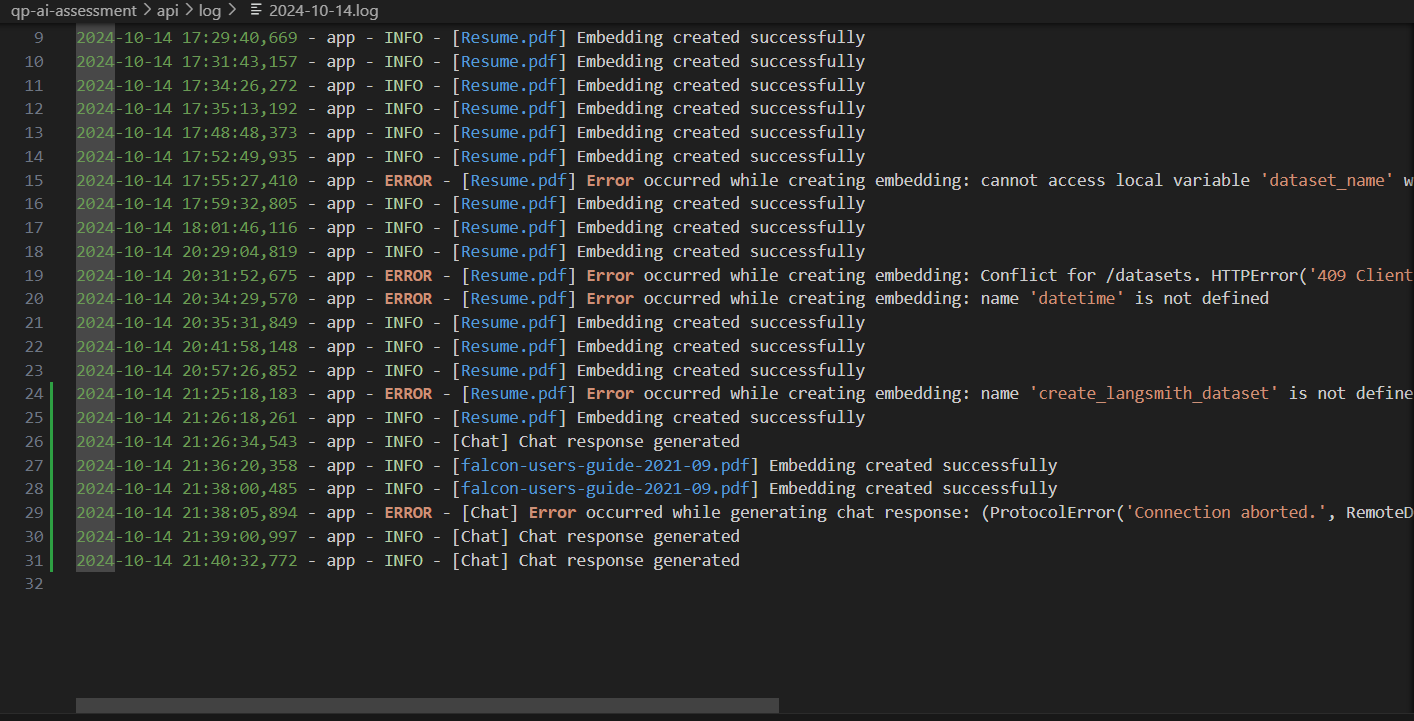 qp-ai-assessment > api > log > 2024-10-14.log
9 2024-10-14 17:29:40,669 - app - INFO - [Resume.pdf] Embedding created successfully
10 2024-10-14 17:31:43,157 - app - INFO - [Resume.pdf] Embedding created successfully
11 2024-10-14 17:34:26,272 - app - INFO - [Resume.pdf] Embedding created successfully
12 2024-10-14 17:35:13,192 - app - INFO - [Resume.pdf] Embedding created successfully
13 2024-10-14 17:48:48,373 - app - INFO - [Resume.pdf] Embedding created successfully
14 2024-10-14 17:52:49,935 - app - INFO - [Resume.pdf] Embedding created successfully
15 2024-10-14 17:55:27,410 - app - ERROR - [Resume.pdf] Error occurred while creating embedding: cannot access local variable 'dataset_name' w
16 2024-10-14 17:59:32,805 - app - INFO - [Resume.pdf] Embedding created successfully
17 2024-10-14 18:01:46,116 - app - INFO - [Resume.pdf] Embedding created successfully
18 2024-10-14 20:29:04,819 - app - INFO - [Resume.pdf] Embedding created successfully
19 2024-10-14 20:31:52,675 - app - ERROR - [Resume.pdf] Error occurred while creating embedding: Conflict for /datasets. HTTPError('409 Client
20 2024-10-14 20:34:29,570 - app - ERROR - [Resume.pdf] Error occurred while creating embedding: name 'datetime' is not defined
21 2024-10-14 20:35:31,849 - app - INFO - [Resume.pdf] Embedding created successfully
22 2024-10-14 20:41:58,148 - app - INFO - [Resume.pdf] Embedding created successfully
23 2024-10-14 20:57:26,852 - app - INFO - [Resume.pdf] Embedding created successfully
24 2024-10-14 21:25:18,183 - app - ERROR - [Resume.pdf] Error occurred while creating embedding: name 'create_langsmith_dataset' is not define
25 2024-10-14 21:26:18,261 - app - INFO - [Resume.pdf] Embedding created successfully
26 2024-10-14 21:26:34,543 - app - INFO - [Chat] Chat response generated
27 2024-10-14 21:36:20,358 - app - INFO - [falcon-users-guide-2021-09.pdf] Embedding created successfully
28 2024-10-14 21:38:00,485 - app - INFO - [falcon-users-guide-2021-09.pdf] Embedding created successfully
29 2024-10-14 21:38:05,894 - app - ERROR - [Chat] Error occurred while generating chat response: (ProtocolError('Connection aborted.', RemoteD
30 2024-10-14 21:39:00,997 - app - INFO - [Chat] Chat response generated
31 2024-10-14 21:40:32,772 - app - INFO - [Chat] Chat response generated
32